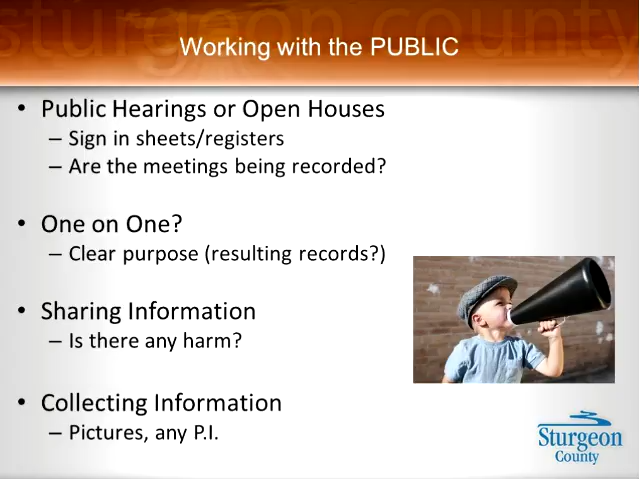 sturgeon county
Working with the PUBLIC
• Public Hearings or Open Houses
– Sign in sheets/registers
– Are the meetings being recorded?
• One on One?
– Clear purpose (resulting records?)
• Sharing Information
– Is there any harm?
• Collecting Information
– Pictures, any P.I.
Sturgeon
County